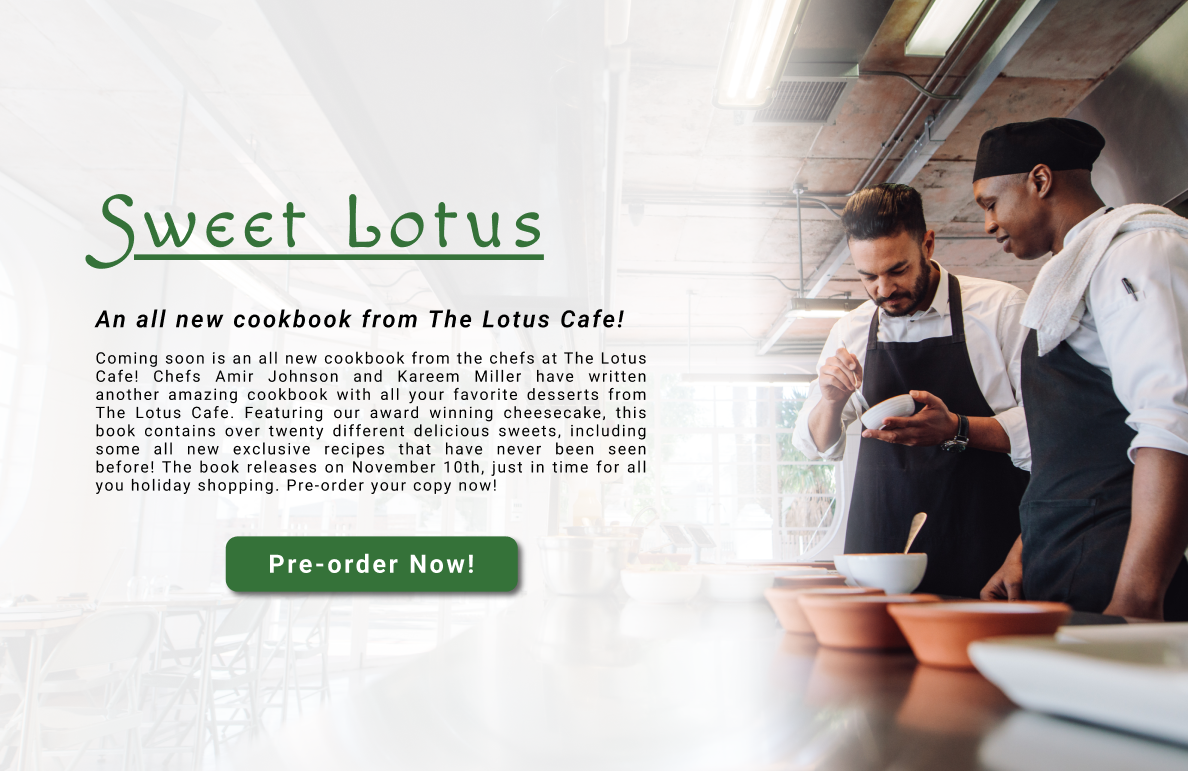 Sweet Lotus
An all new cookbook from The Lotus Cafe!
Coming soon is an all new cookbook from the chefs at The Lotus
Cafe! Chefs Amir Johnson and Kareem Miller have written
another amazing cookbook with all your favorite desserts from
The Lotus Cafe. Featuring our award winning cheesecake, this
book contains over twenty different delicious sweets, including
some all new exclusive recipes that have never been seen
before! The book releases on November 10th, just in time for all
you holiday shopping. Pre-order your copy now!
Pre-order Now!